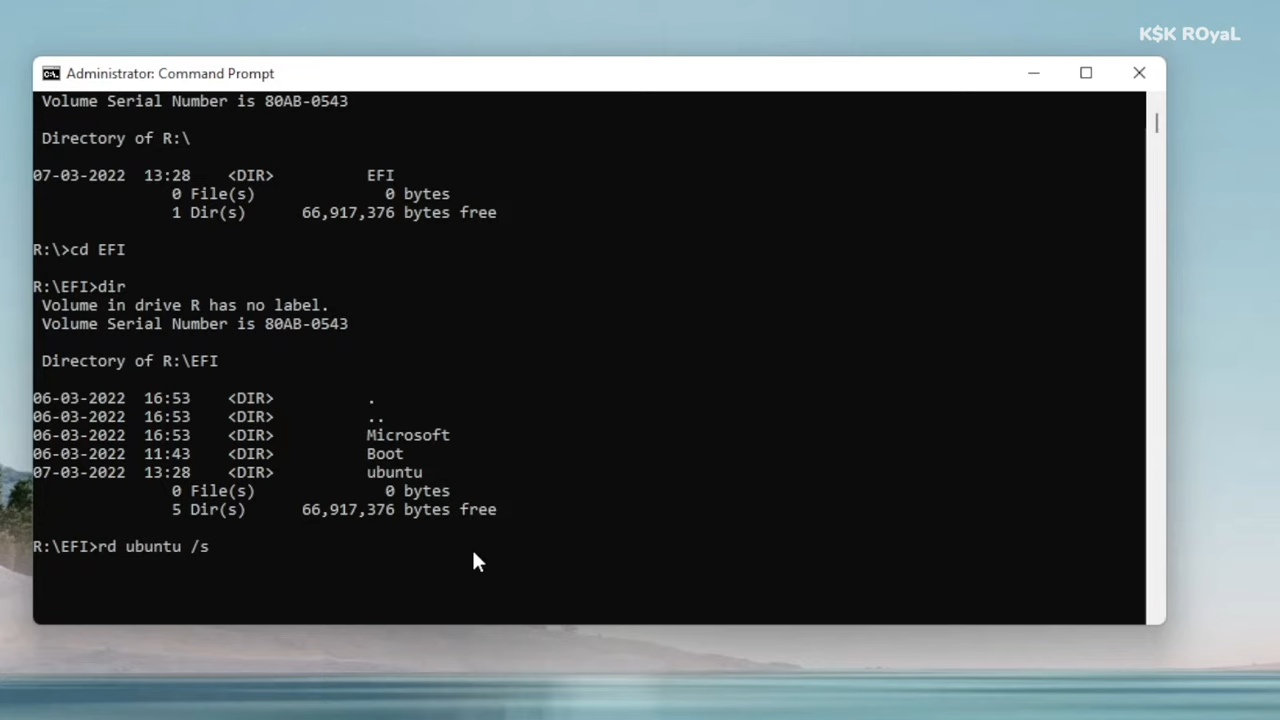 K$K ROyaL
Administrator: Command Prompt
Volume Serial Number is 80AB-0543
Directory of R:\
07-03-2022  13:28    <DIR>          EFI
0 File(s)              0 bytes
1 Dir(s)      66,917,376 bytes free
R:\>cd EFI
R:\EFI>dir
Volume in drive R has no label.
Volume Serial Number is 80AB-0543
Directory of R:\EFI
06-03-2022  16:53    <DIR>          .
06-03-2022  16:53    <DIR>          ..
06-03-2022  16:53    <DIR>          Microsoft
06-03-2022  11:43    <DIR>          Boot
07-03-2022  13:28    <DIR>          ubuntu
0 File(s)              0 bytes
5 Dir(s)      66,917,376 bytes free
R:\EFI>rd ubuntu /s